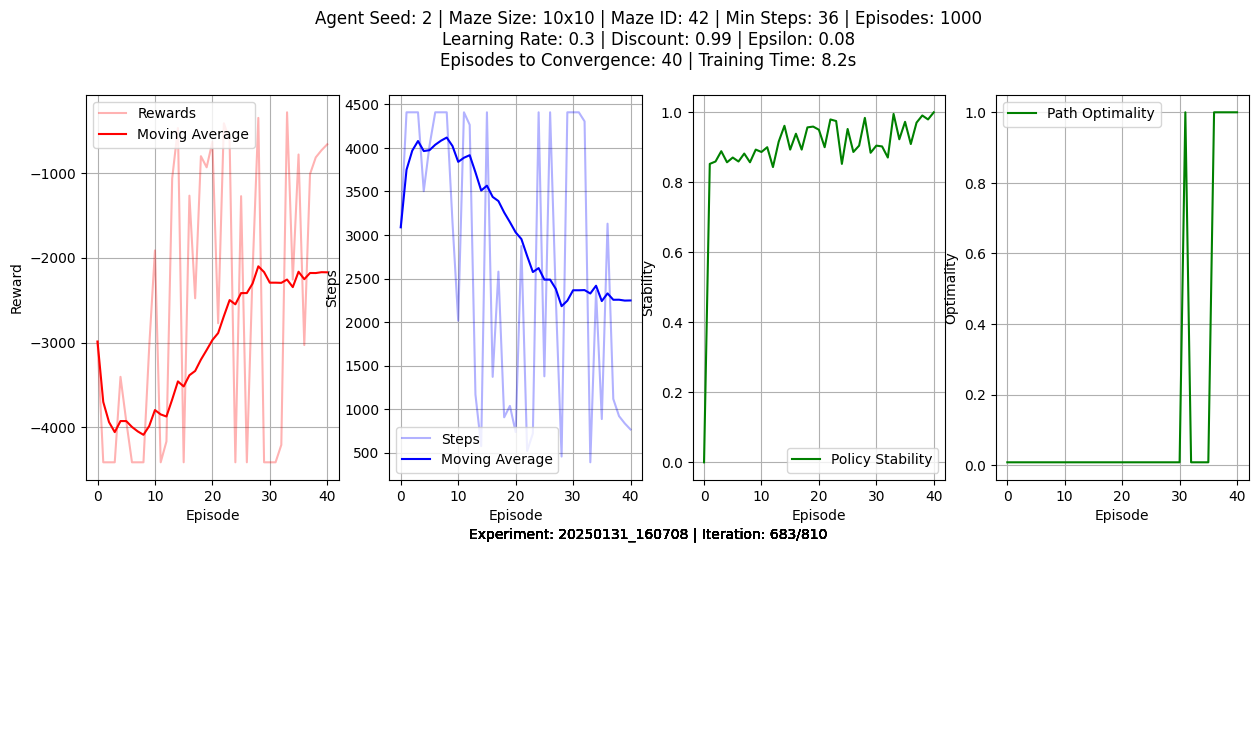 Agent Seed: 2 | Maze Size: 10x10 | Maze ID: 42 | Min Steps: 36 | Episodes: 1000
Learning Rate: 0.3 | Discount: 0.99 | Epsilon: 0.08
Episodes to Convergence: 40 | Training Time: 8.2s
Rewards
Moving Average
−1000
−2000
−3000
−4000
Reward
0 10 20 30 40
Episode
4500
4000
3500
3000
2500
2000
1500
1000
500
Steps
Steps
Moving Average
0 10 20 30 40
Episode
1.0
0.8
0.6
0.4
0.2
0.0
Stability
Policy Stability
0 10 20 30 40
Episode
Path Optimality
1.0
0.8
0.6
0.4
0.2
0.0
Optimality
0 10 20 30 40
Episode
Experiment: 20250131_160708 | Iteration: 683/810